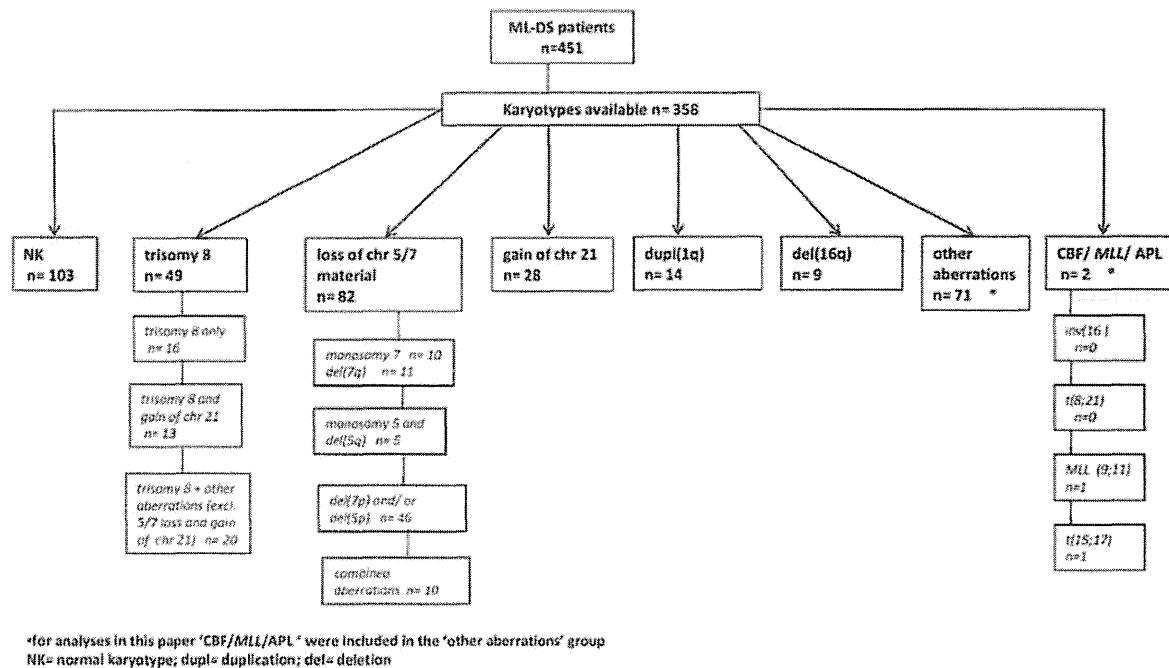 ML-DS patients
n=451
Karyotypes available n= 358
NK
n= 103
trisomy 8
n= 49
trisomy 8 only
n= 16
trisomy 8 and
gain of chr 21
n= 13
trisomy 8 + other
aberrations (excl.
5/7 loss and gain
of chr 21) n= 20
loss of chr 5/7
material
n= 82
monosomy 7 n= 10
del(7q) n= 11
monosomy 5 and
del(5q) n= 5
del(7p) and/ or
del(5p) n= 46
combined
aberrations n= 10
gain of chr 21
n= 28
dupl(1q)
n= 14
del(16q)
n= 9
other
aberrations
n= 71 *
CBF/ MLL/ APL
n= 2 *
inv(16 )
n=0
t(8;21)
n=0
MLL (9;11)
n=1
t(15;17)
n=1
*for analyses in this paper 'CBF/MLL/APL ' were included in the 'other aberrations' group
NK= normal karyotype; dupl= duplication; del= deletion